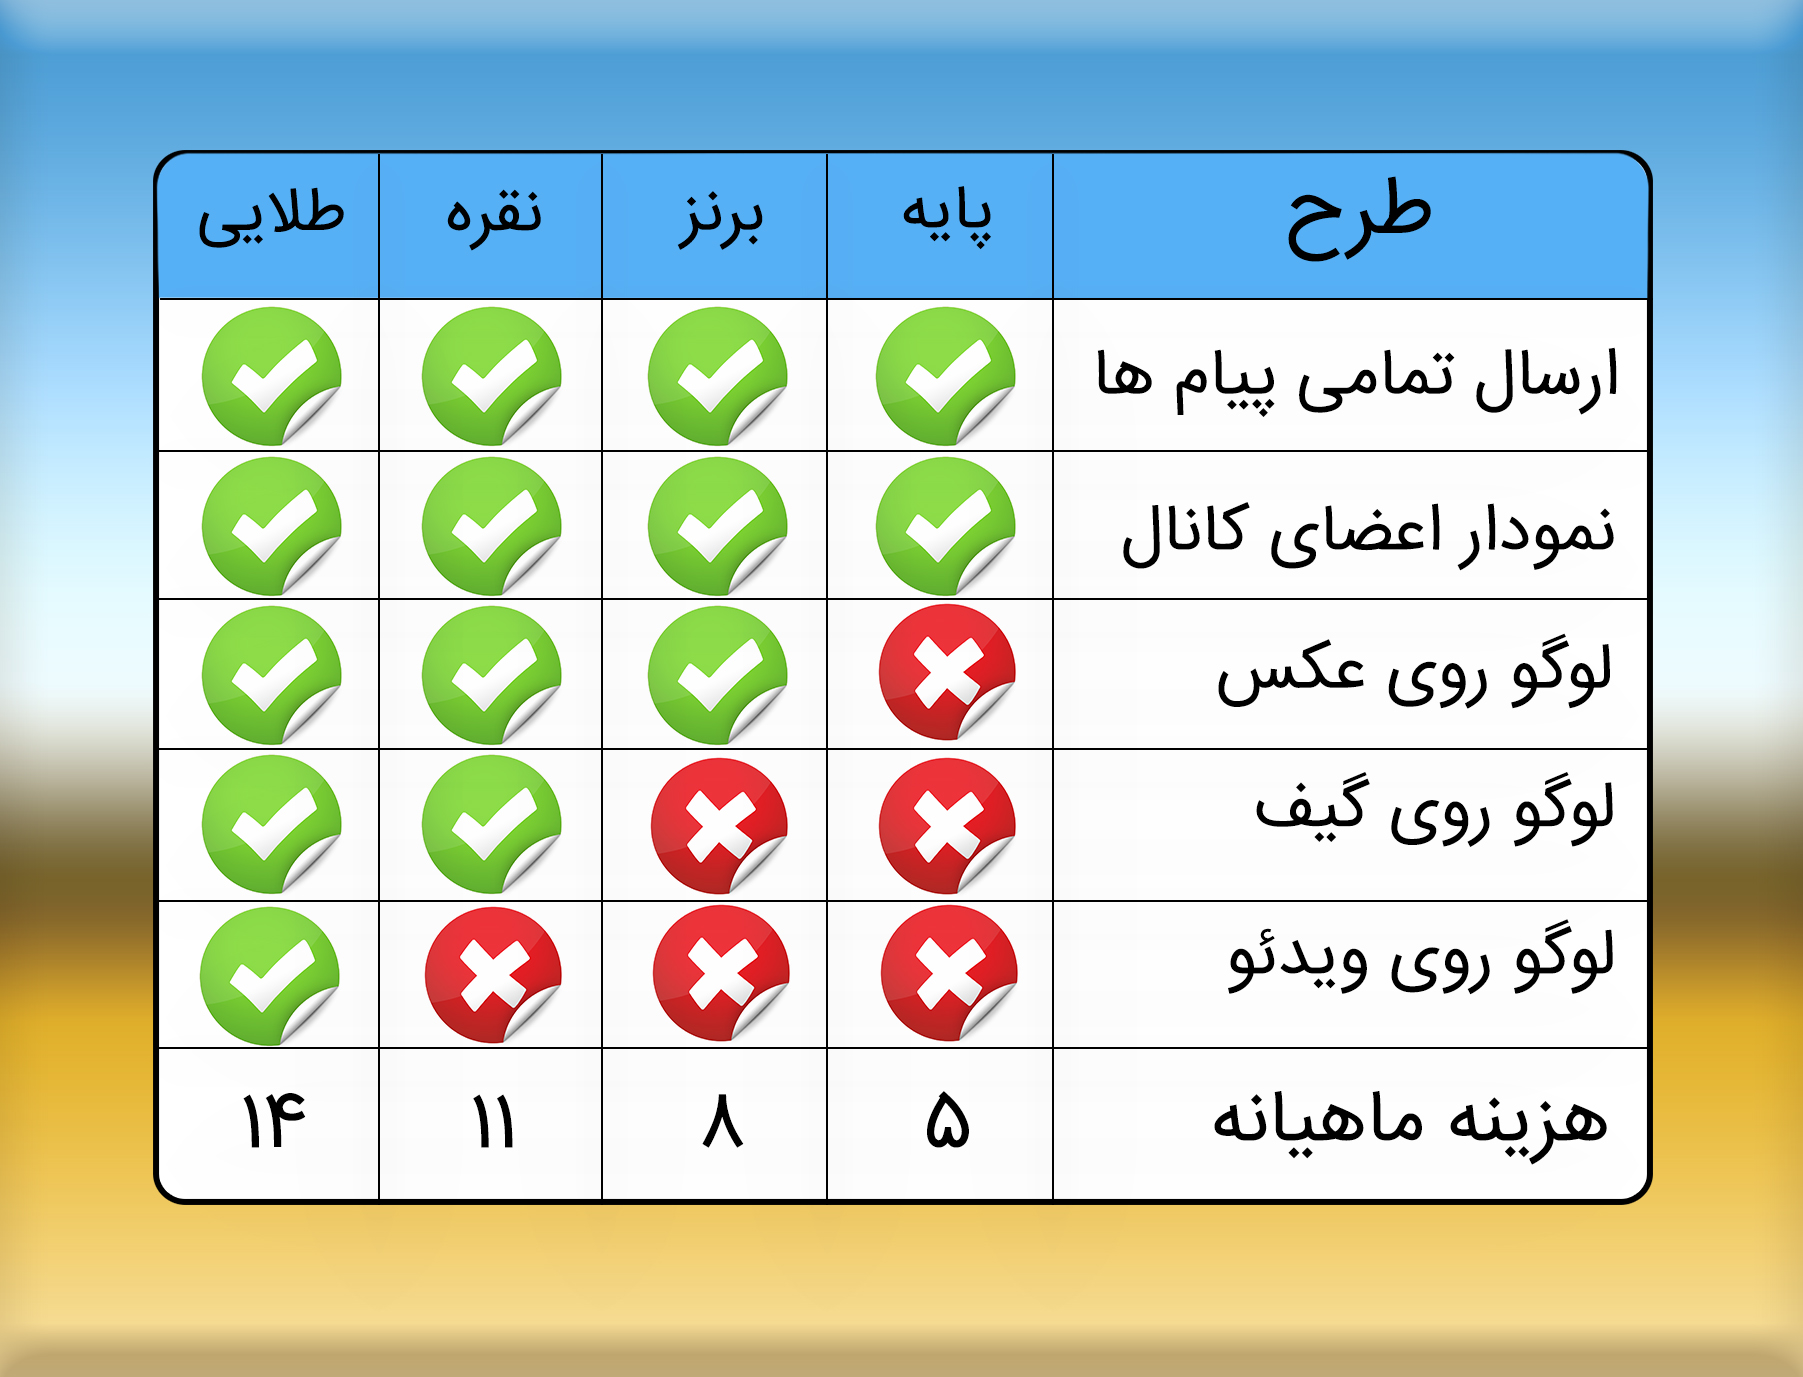 طرح پایه برنز نقره طلایی
ارسال تمامی پیام ها
نمودار اعضای کانال
لوگو روی عکس
لوگو روی گیف
لوگو روی ویدئو
هزینه ماهیانه ۵ ۸ ۱۱ ۱۴